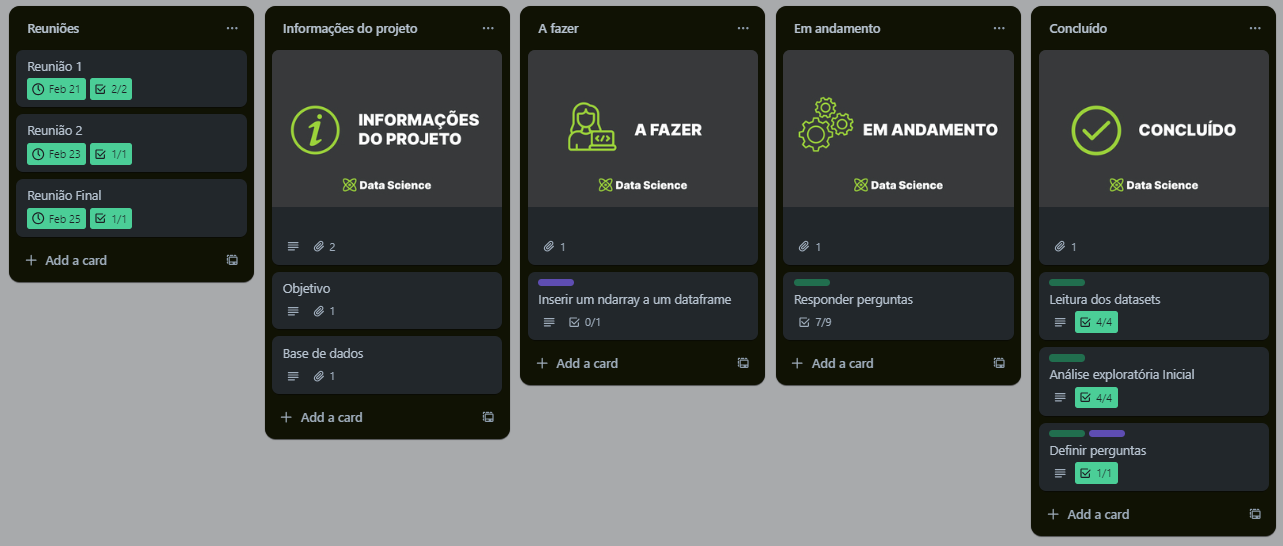 Reuniões
Reunião 1
Feb 21
2/2
Reunião 2
Feb 23
1/1
Reunião Final
Feb 25
1/1
Add a card
Informações do projeto
INFORMAÇÕES
DO PROJETO
Data Science
2
Objetivo
1
Base de dados
1
Add a card
A fazer
A FAZER
Data Science
1
Inserir um ndarray a um dataframe
0/1
Add a card
Em andamento
EM ANDAMENTO
Data Science
1
Responder perguntas
7/9
Add a card
Concluído
CONCLUÍDO
Data Science
1
Leitura dos datasets
4/4
Análise exploratória Inicial
4/4
Definir perguntas
1/1
Add a card